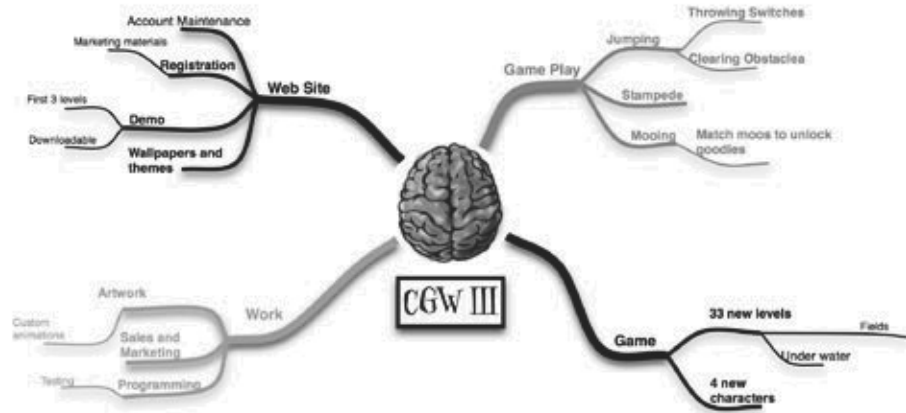 Account Maintenance
Marketing materials
Registration
Web Site
First 3 levels
Demo
Downloadable
Wallpapers and
themes
Throwing Switches
Jumping
Clearing Obstaclea
Game Play
Stampede
Mooing
Match moos to unlock
goodies
CGW III
Artwork
Custom
animations
Work
Sales and
Marketing
Testing
Programming
33 new levels
Fields
Game
Under water
4 new
characters